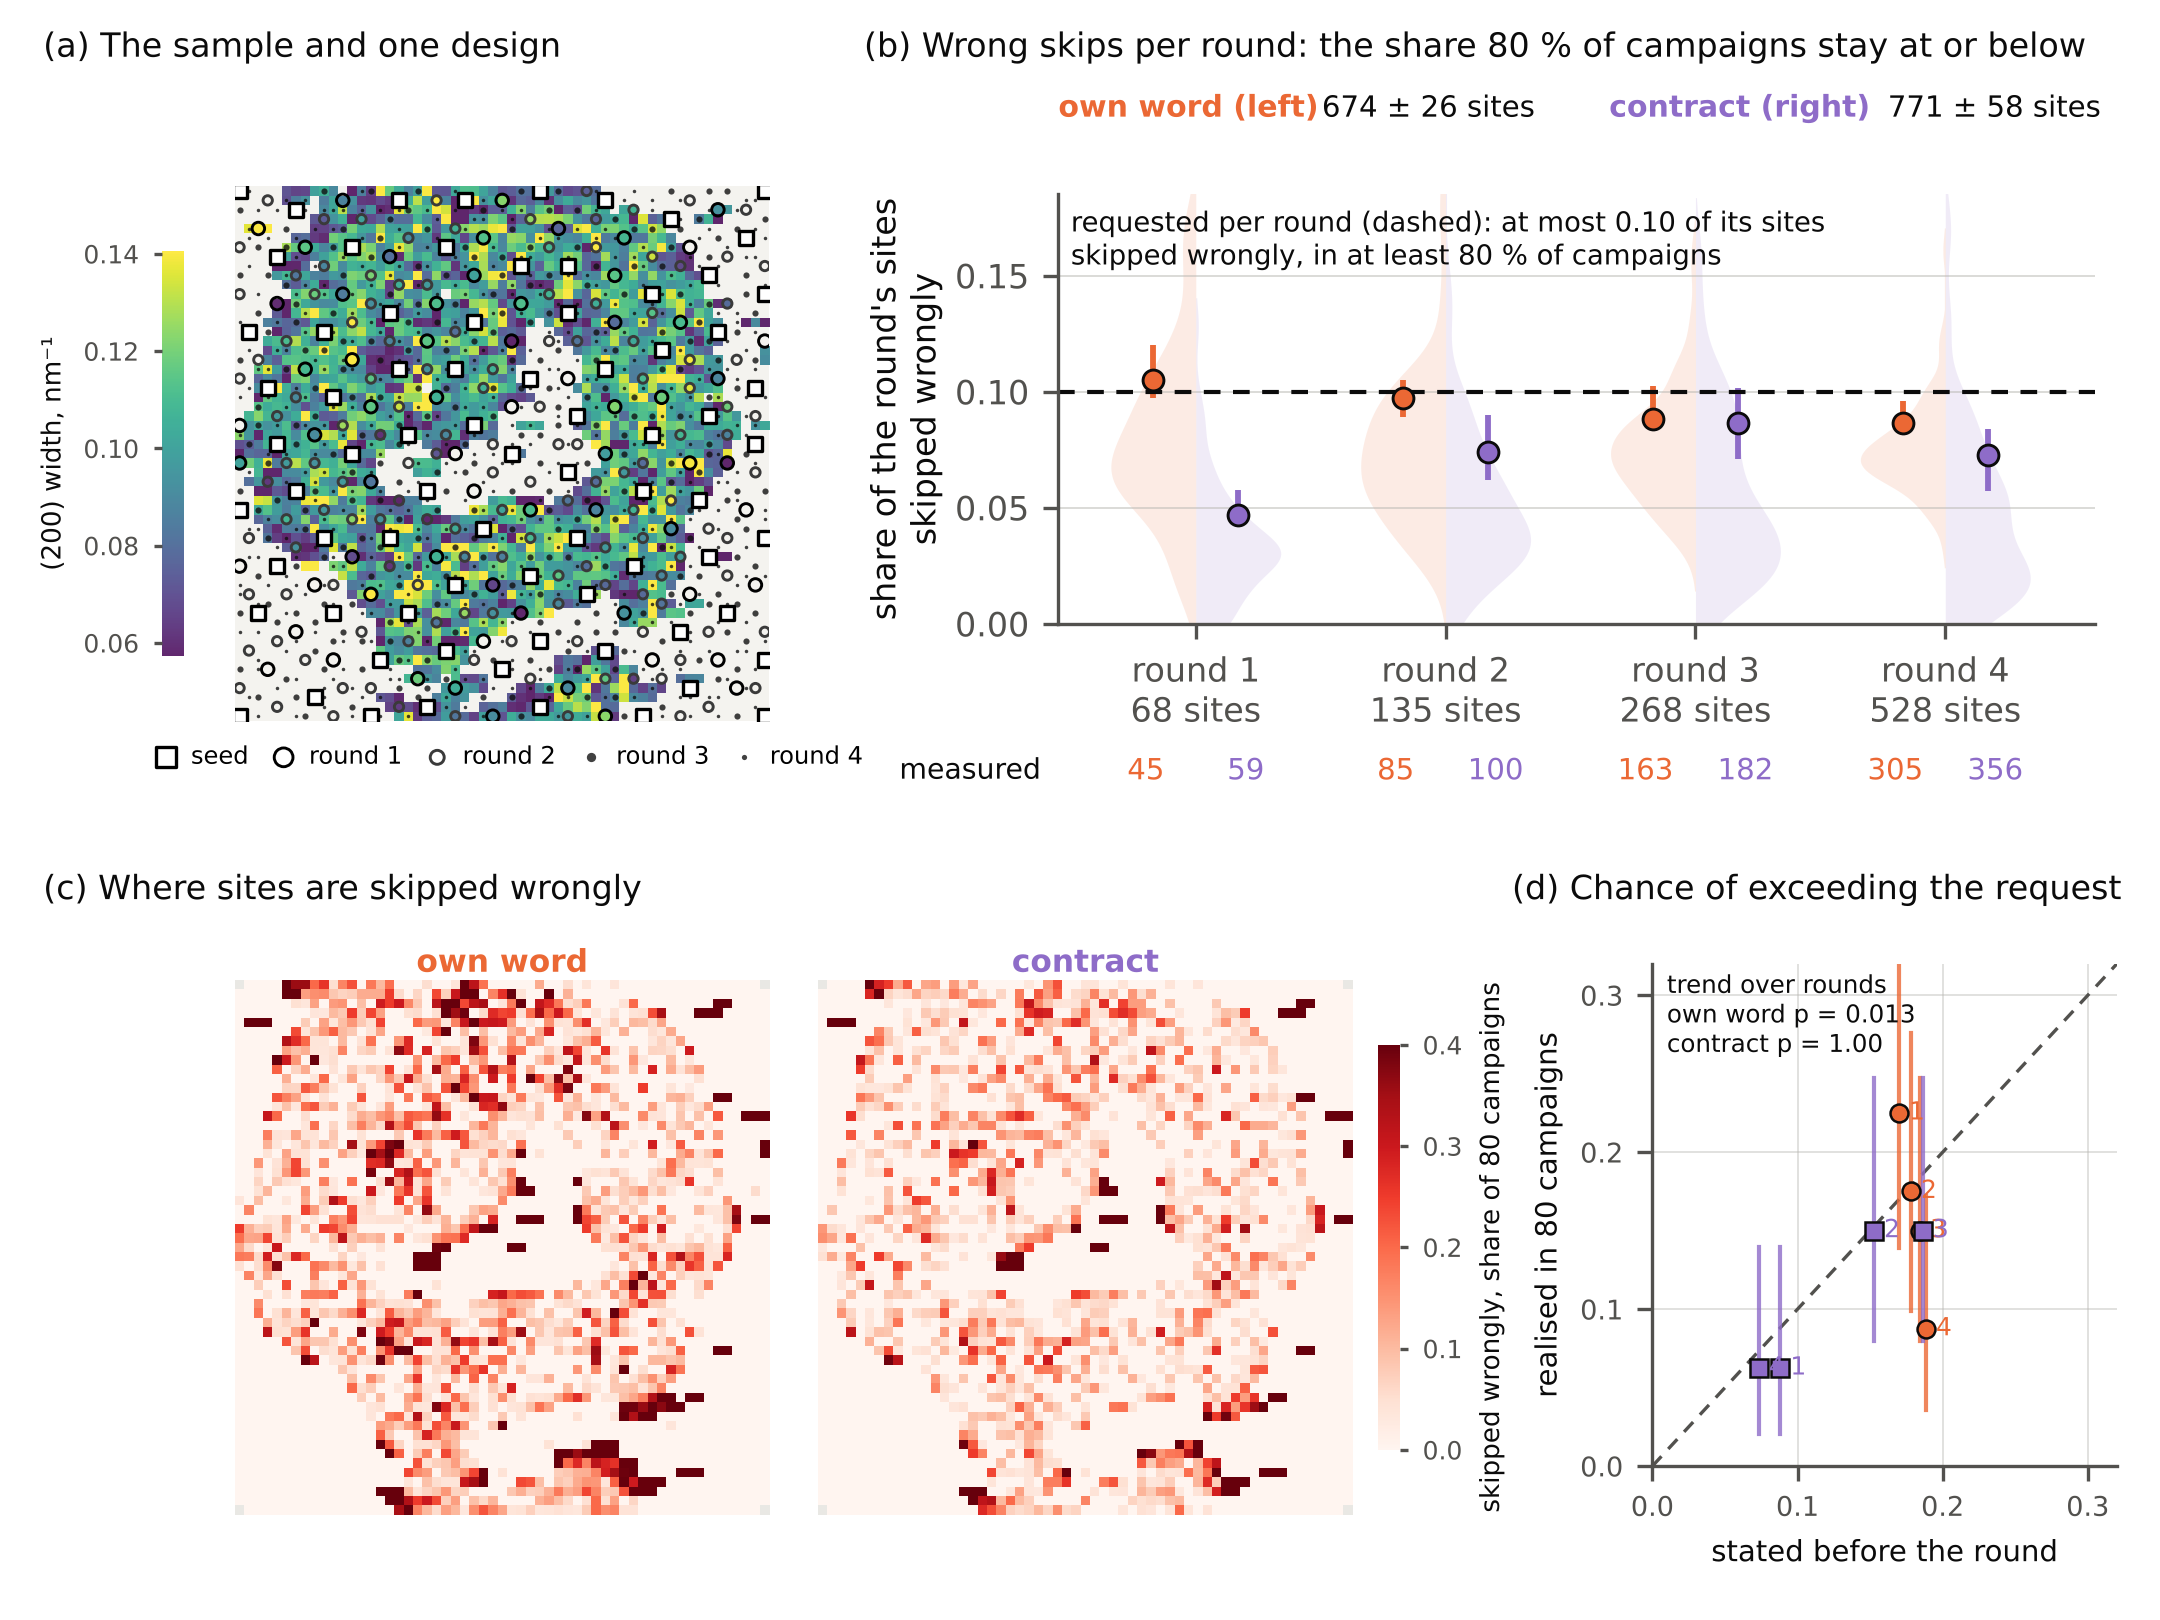 (a) The sample and one design
(200) width, nm⁻¹
0.14
0.12
0.10
0.08
0.06
seed
round 1
round 2
round 3
round 4
(b) Wrong skips per round: the share 80 % of campaigns stay at or below
own word (left) 674 ± 26 sites
contract (right) 771 ± 58 sites
share of the round's sites
skipped wrongly
requested per round (dashed): at most 0.10 of its sites
skipped wrongly, in at least 80 % of campaigns
0.15
0.10
0.05
0.00
round 1
68 sites
round 2
135 sites
round 3
268 sites
round 4
528 sites
measured
45
59
85
100
163
182
305
356
(c) Where sites are skipped wrongly
own word
contract
0.4
0.3
0.2
0.1
0.0
skipped wrongly, share of 80 campaigns
(d) Chance of exceeding the request
trend over rounds
own word p = 0.013
contract p = 1.00
realised in 80 campaigns
0.3
0.2
0.1
0.0
1
2
2
3
4
1
0.0
0.1
0.2
0.3
stated before the round